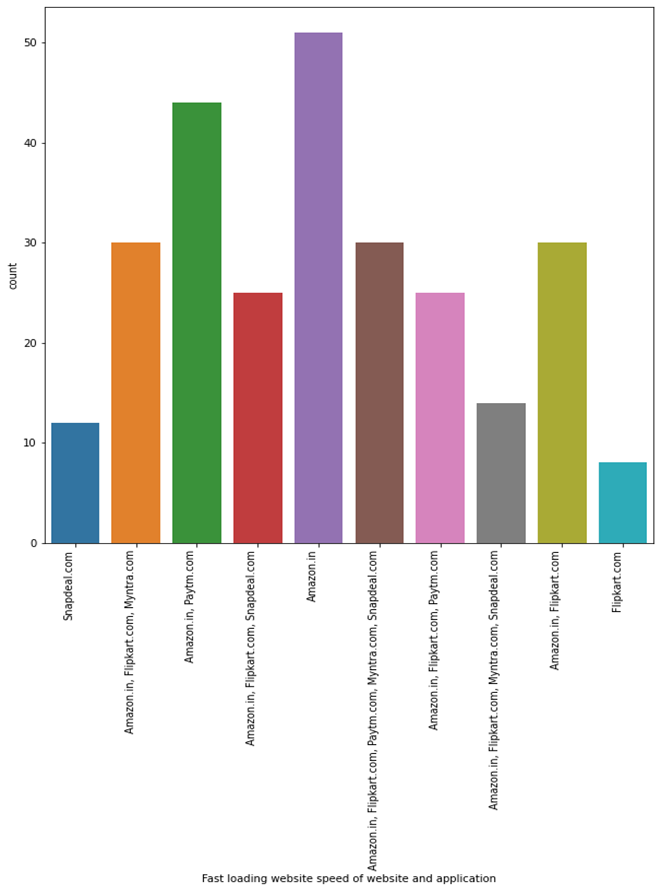 50
40
30
20
10
0
count
Snapdeal.com
Amazon.in, Flipkart.com, Myntra.com
Amazon.in, Paytm.com
Amazon.in, Flipkart.com, Snapdeal.com
Amazon.in
Amazon.in, Flipkart.com, Paytm.com, Myntra.com, Snapdeal.com
Amazon.in, Flipkart.com, Paytm.com
Amazon.in, Flipkart.com, Myntra.com, Snapdeal.com
Amazon.in, Flipkart.com
Flipkart.com
Fast loading website speed of website and application